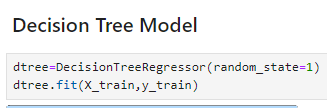 Decision Tree Model
dtree=DecisionTreeRegressor(random_state=1)
dtree.fit(X_train,y_train)